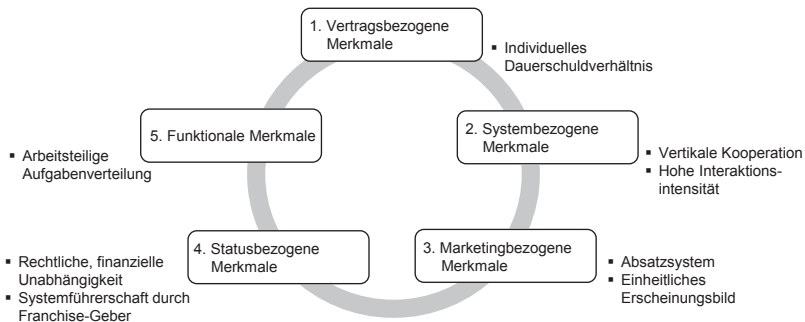 1. Vertragsbezogene
Merkmale
▪ Individuelles
Dauerschuldverhältnis
2. Systembezogene
Merkmale
▪ Vertikale Kooperation
▪ Hohe Interaktions-
intensität
3. Marketingbezogene
Merkmale
▪ Absatzsystem
▪ Einheitliches
Erscheinungsbild
4. Statusbezogene
Merkmale
▪ Rechtliche, finanzielle
Unabhängigkeit
▪ Systemführerschaft durch
Franchise-Geber
5. Funktionale Merkmale
▪ Arbeitsteilige
Aufgabenverteilung